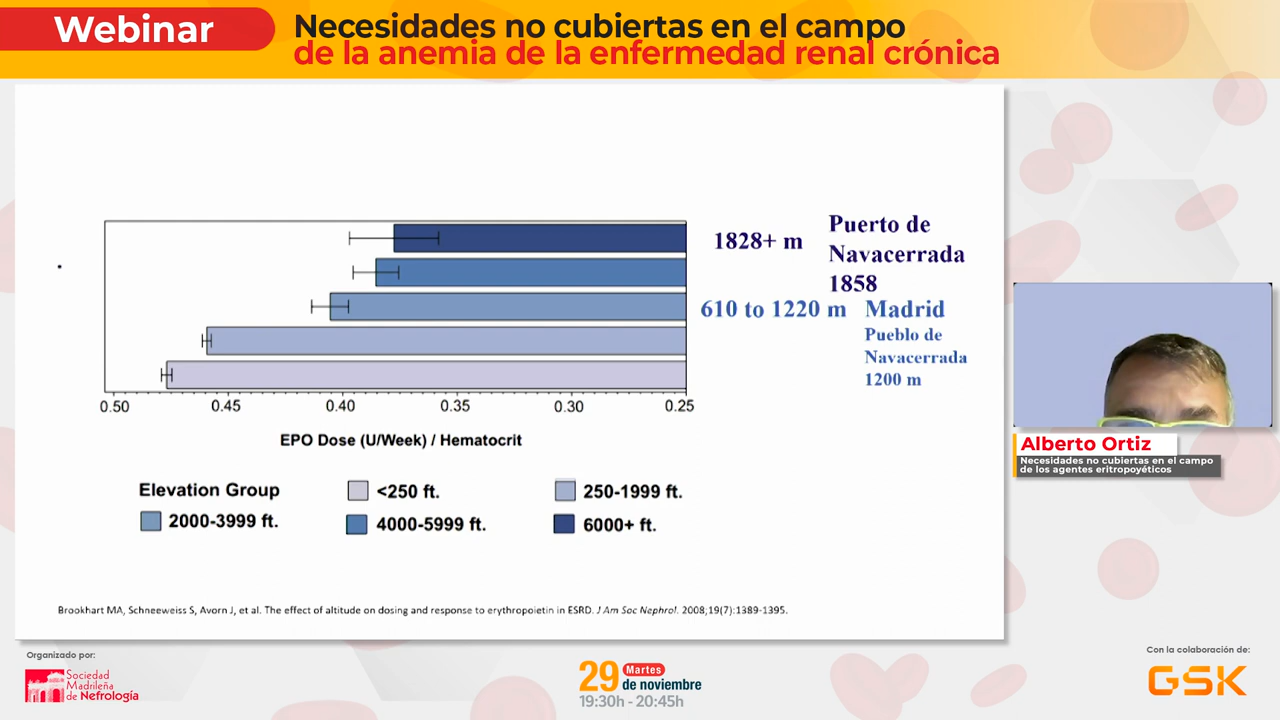 Webinar
Necesidades no cubiertas en el campo
de la anemia de la enfermedad renal crónica
1828+ m
Puerto de
Navacerrada
1858
610 to 1220 m
Madrid
Pueblo de
Navacerrada
1200 m
0.50 0.45 0.40 0.35 0.30 0.25
EPO Dose (U/Week) / Hematocrit
Elevation Group
<250 ft.
250-1999 ft.
2000-3999 ft.
4000-5999 ft.
6000+ ft.
Brookhart MA, Schneeweiss S, Avorn J, et al. The effect of altitude on dosing and response to erythropoietin in ESRD. J Am Soc Nephrol. 2008;19(7):1389-1395.
Alberto Ortiz
Necesidades no cubiertas en el campo
de los agentes eritropoyéticos
Organizado por:
Sociedad
Madrileña
de Nefrología
29
Martes
de noviembre
19:30h - 20:45h
Con la colaboración de:
GSK